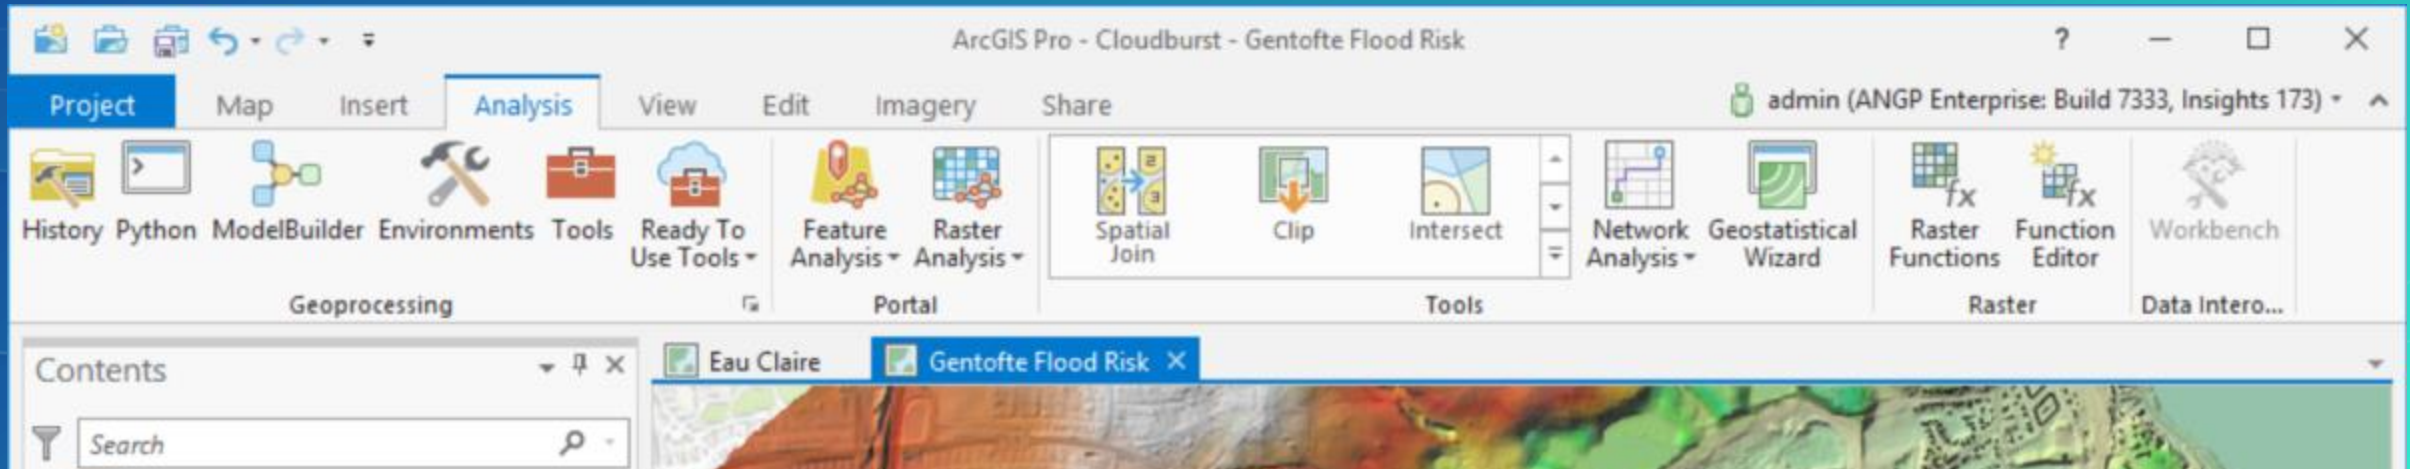 ArcGIS Pro - Cloudburst - Gentofte Flood Risk ?
Project Map Insert Analysis View Edit Imagery Share admin (ANGP Enterprise: Build 7333, Insights 173)
History Python ModelBuilder Environments Tools Ready To Use Tools
Feature Analysis Raster Analysis
Spatial Join Clip Intersect
Network Analysis Geostatistical Wizard
Raster Functions Function Editor
Workbench
Geoprocessing Portal Tools Raster Data Intero...
Contents
Eau Claire Gentofte Flood Risk
Search